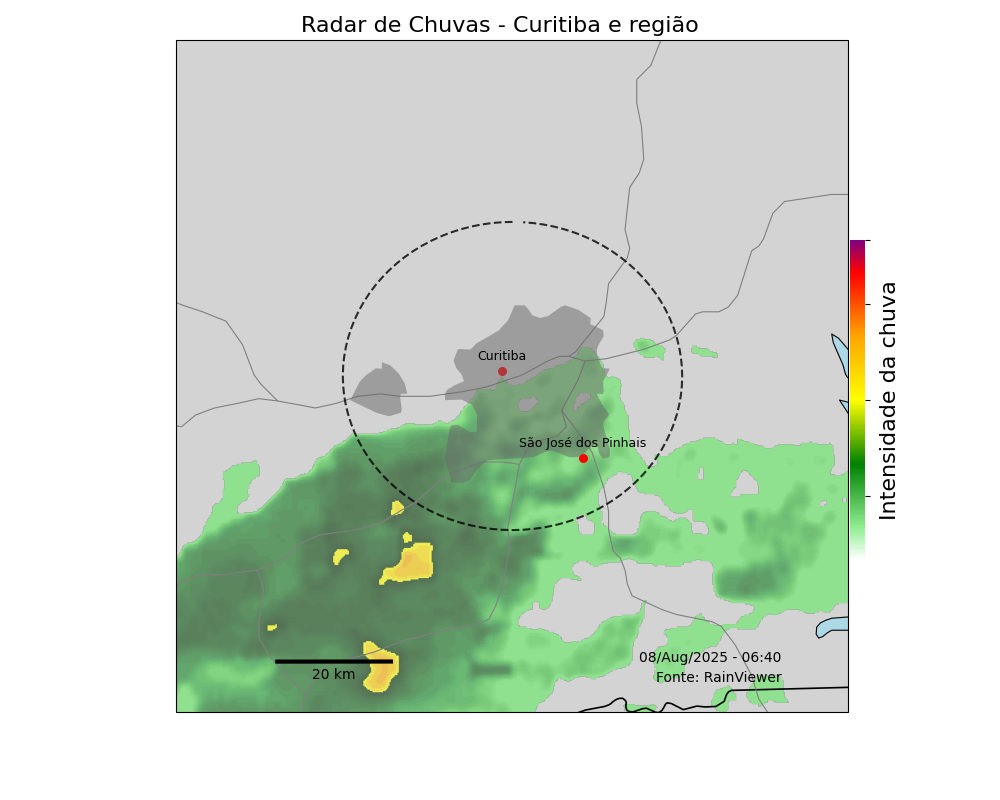 Radar de Chuvas - Curitiba e região
Curitiba
São José dos Pinhais
Intensidade da chuva
20 km
08/Aug/2025 - 06:40
Fonte: RainViewer